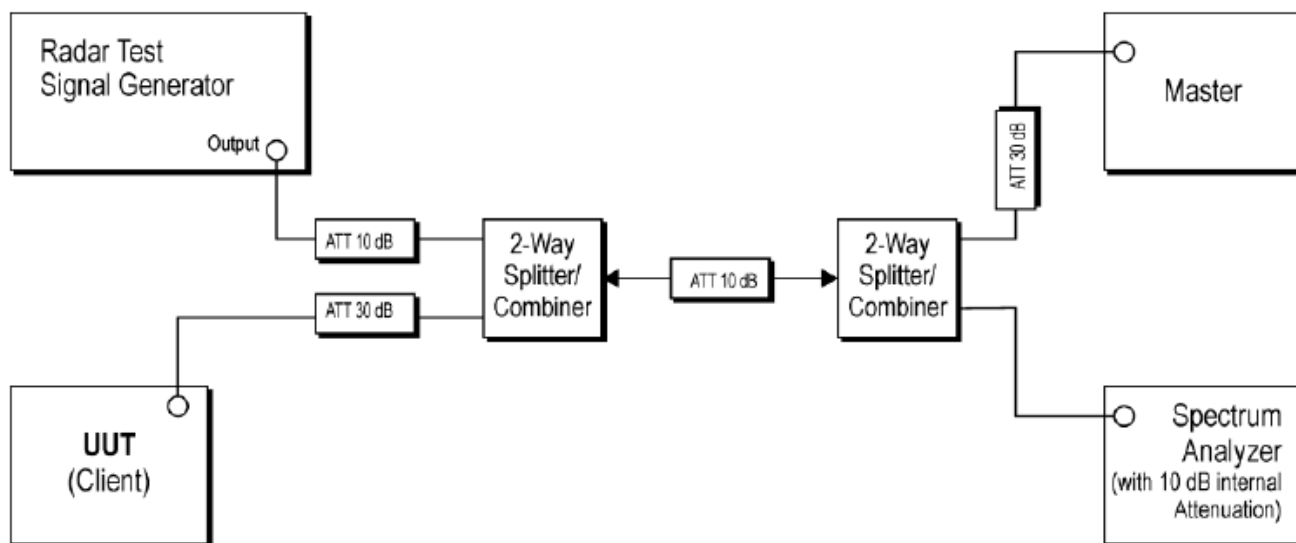 Radar Test
Signal Generator
Output
ATT 10 dB
ATT 30 dB
UUT
(Client)
2-Way
Splitter/
Combiner
ATT 10 dB
2-Way
Splitter/
Combiner
ATT 30 dB
Master
Spectrum
Analyzer
(with 10 dB internal
Attenuation)